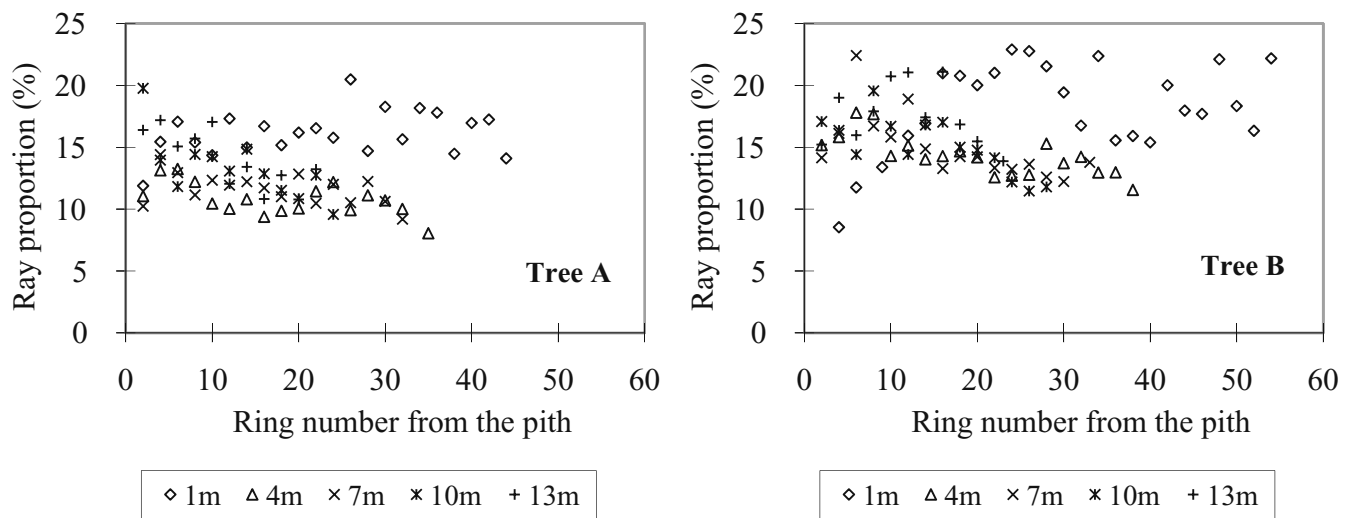 Ray proportion (%)
25
20
15
10
5
0
Tree A
0 10 20 30 40 50 60
Ring number from the pith
1m 4m 7m 10m 13m
Ray proportion (%)
25
20
15
10
5
0
Tree B
0 10 20 30 40 50 60
Ring number from the pith
1m 4m 7m 10m 13m